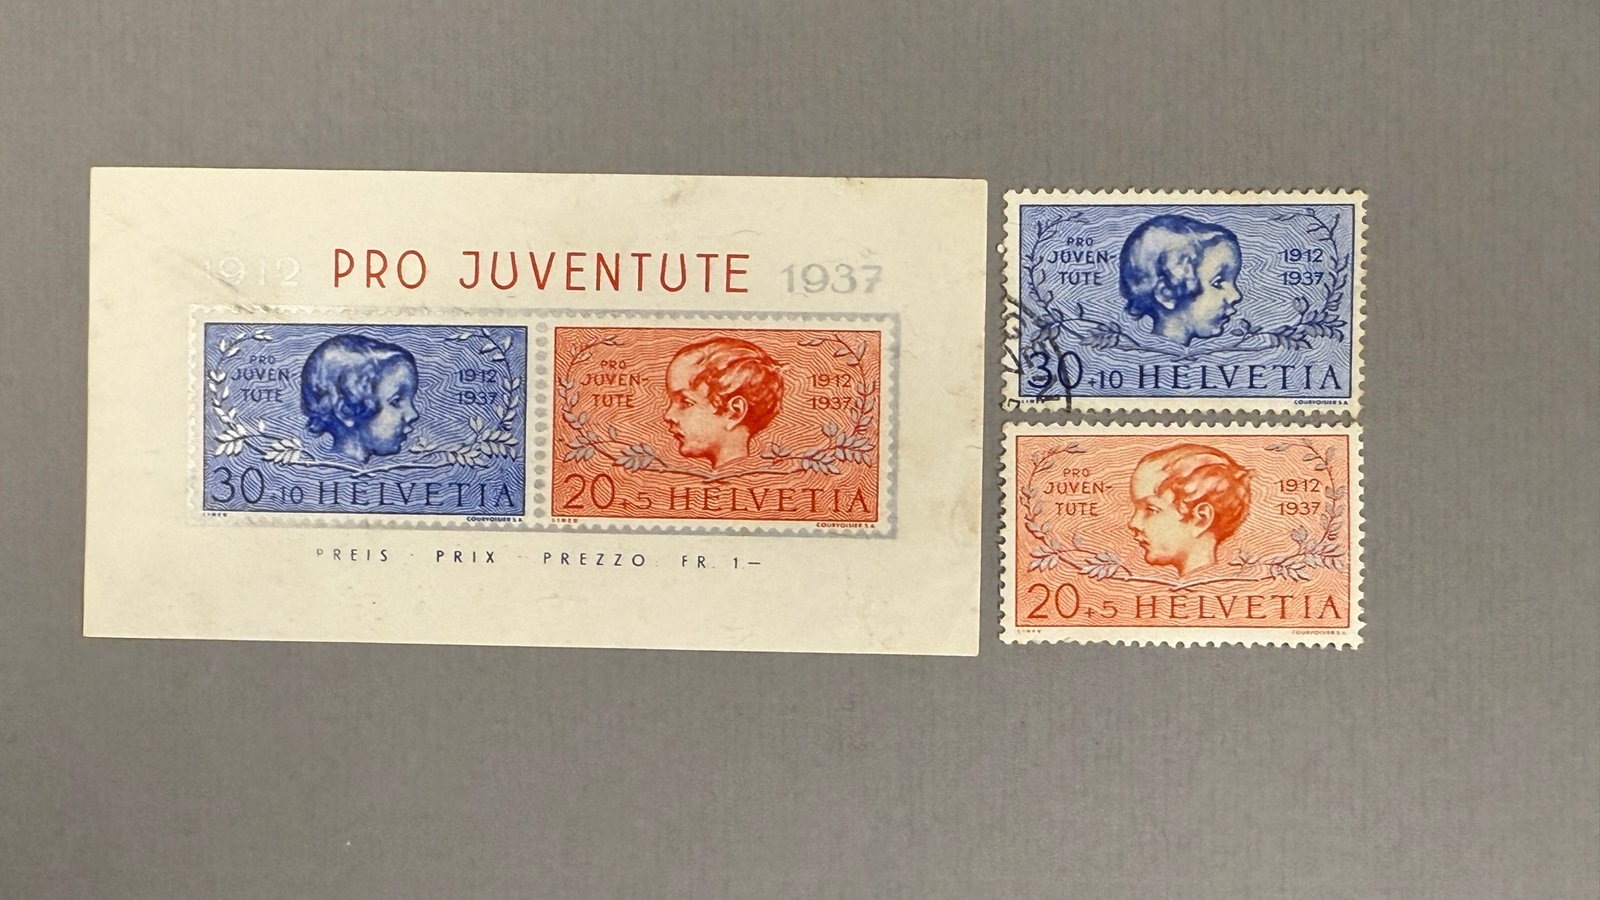 1912 PRO JUVENTUTE 1937
PRO
JUVEN-
TUTE
1912
1937
30+10 HELVETIA
COURVOISIER S A
PRO
JUVEN-
TUTE
1912
1937
20+5 HELVETIA
COURVOISIER S A
PREIS - PRIX - PREZZO FR. 1.—
PRO
JUVEN-
TUTE
1912
1937
30+10 HELVETIA
COURVOISIER S A
PRO
JUVEN-
TUTE
1912
1937
20+5 HELVETIA
COURVOISIER S A